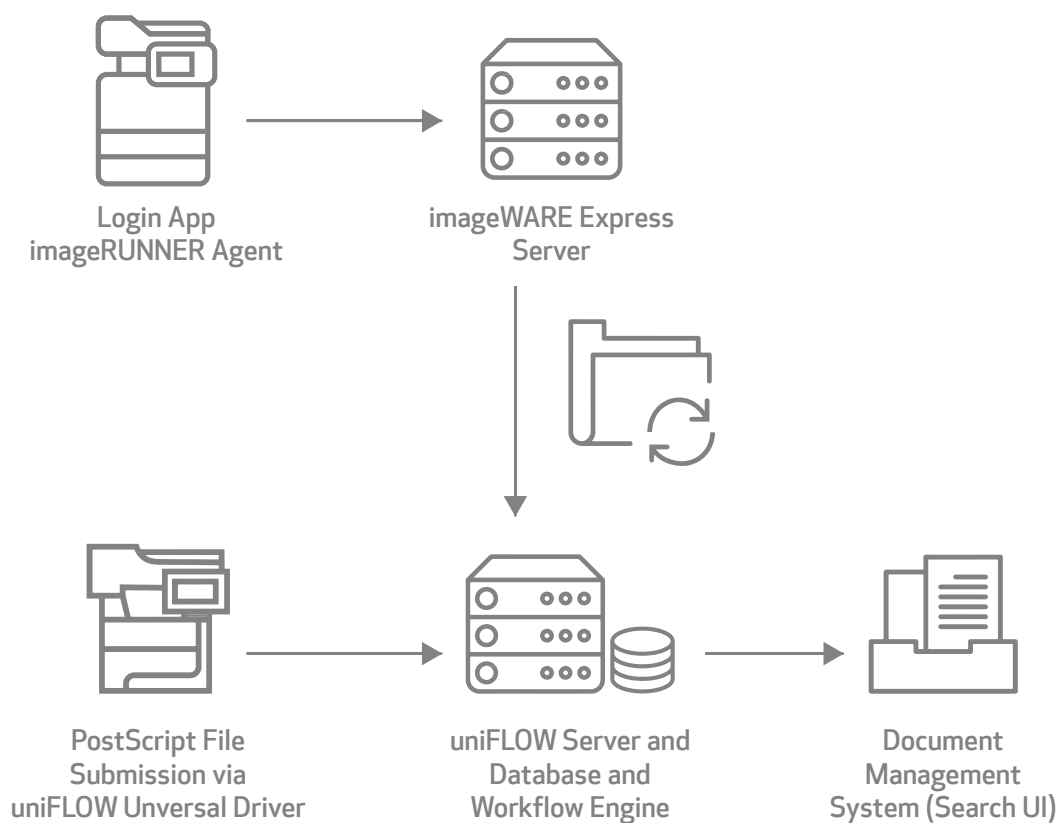 Login App
imageRUNNER Agent
imageWARE Express
Server
PostScript File
Submission via
uniFLOW Unversal Driver
uniFLOW Server and
Database and
Workflow Engine
Document
Management
System (Search UI)